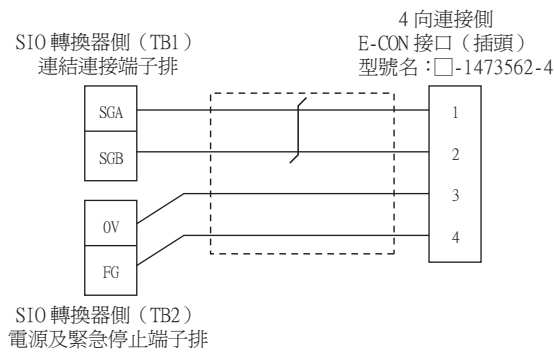 4 向連接側
SIO 轉換器側（TB1）
E-CON 接口（插頭）
連結連接端子排
型號名：□-1473562-4
SGA
1
SGB
2
3
0V
4
FG
SIO 轉換器側（TB2）
電源及緊急停止端子排